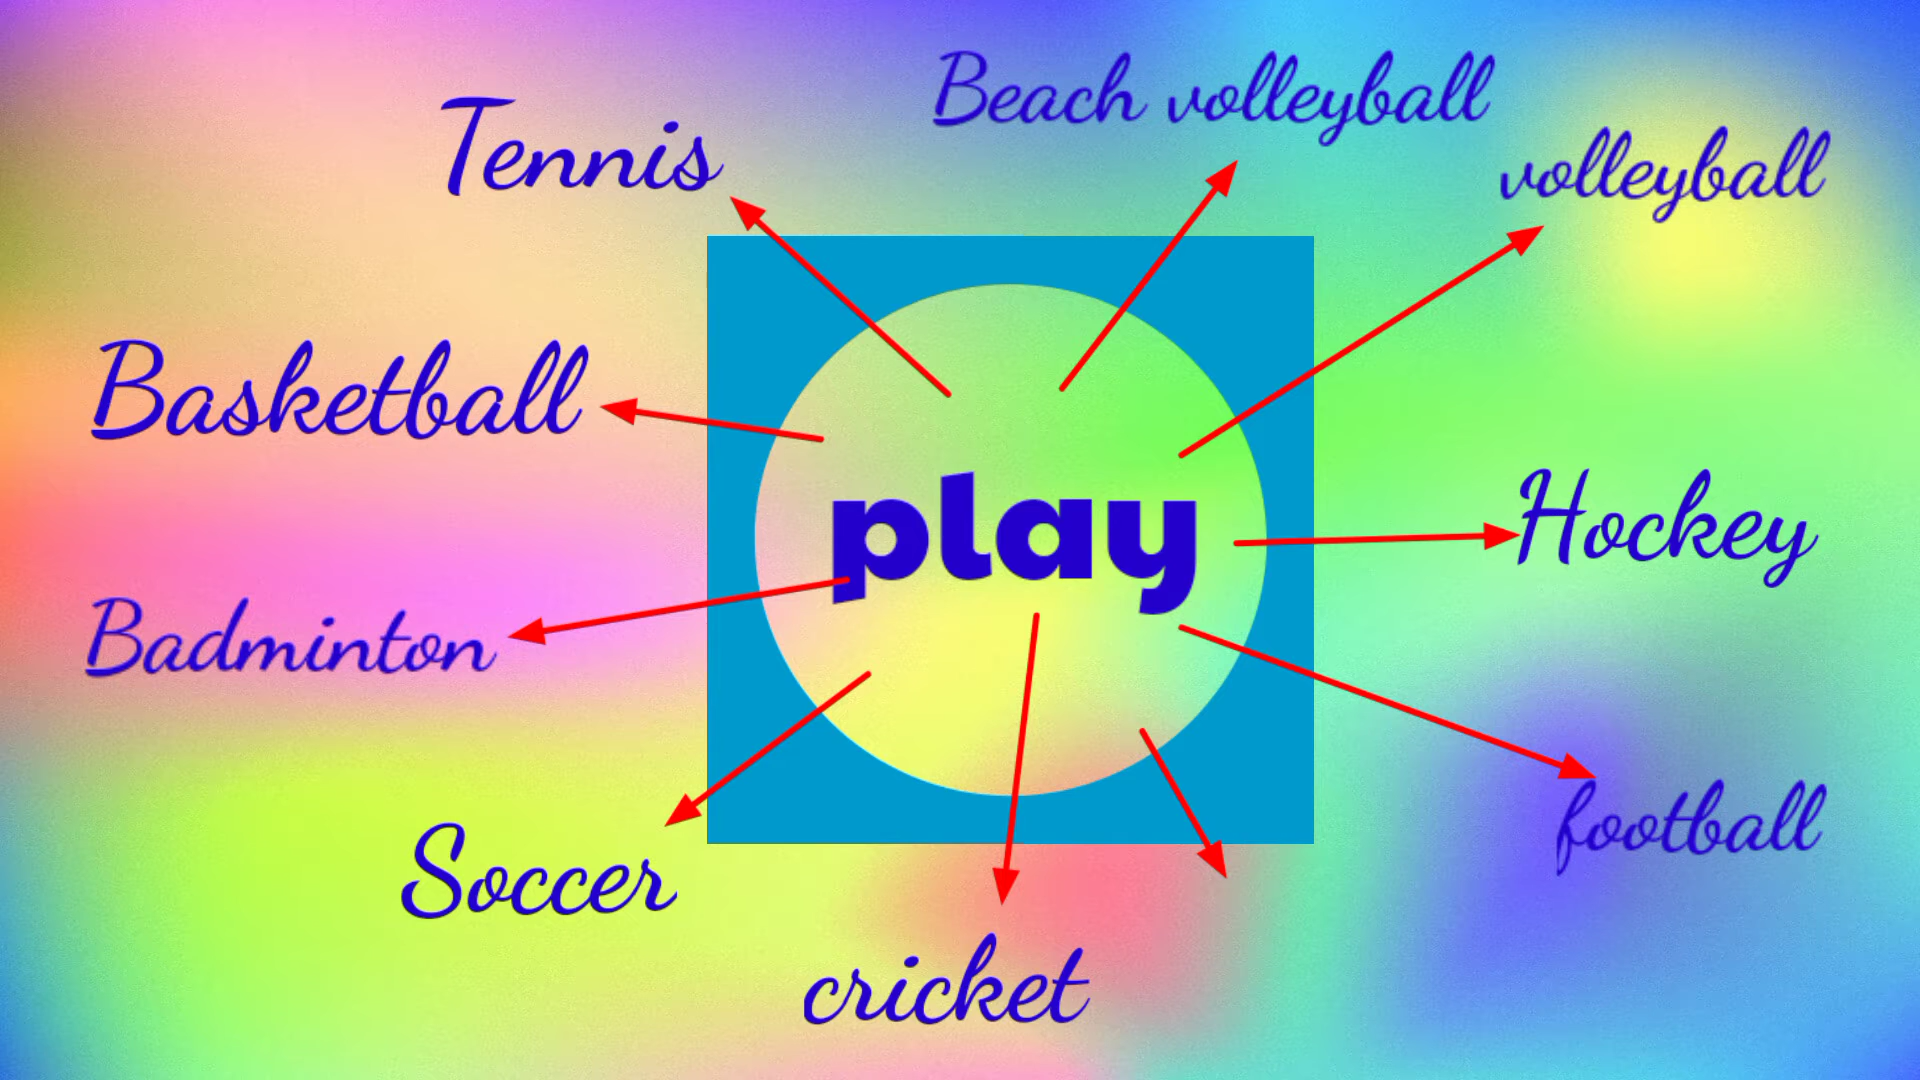 Beach volleyball
Tennis
volleyball
Basketball
play
Hockey
Badminton
football
Soccer
cricket